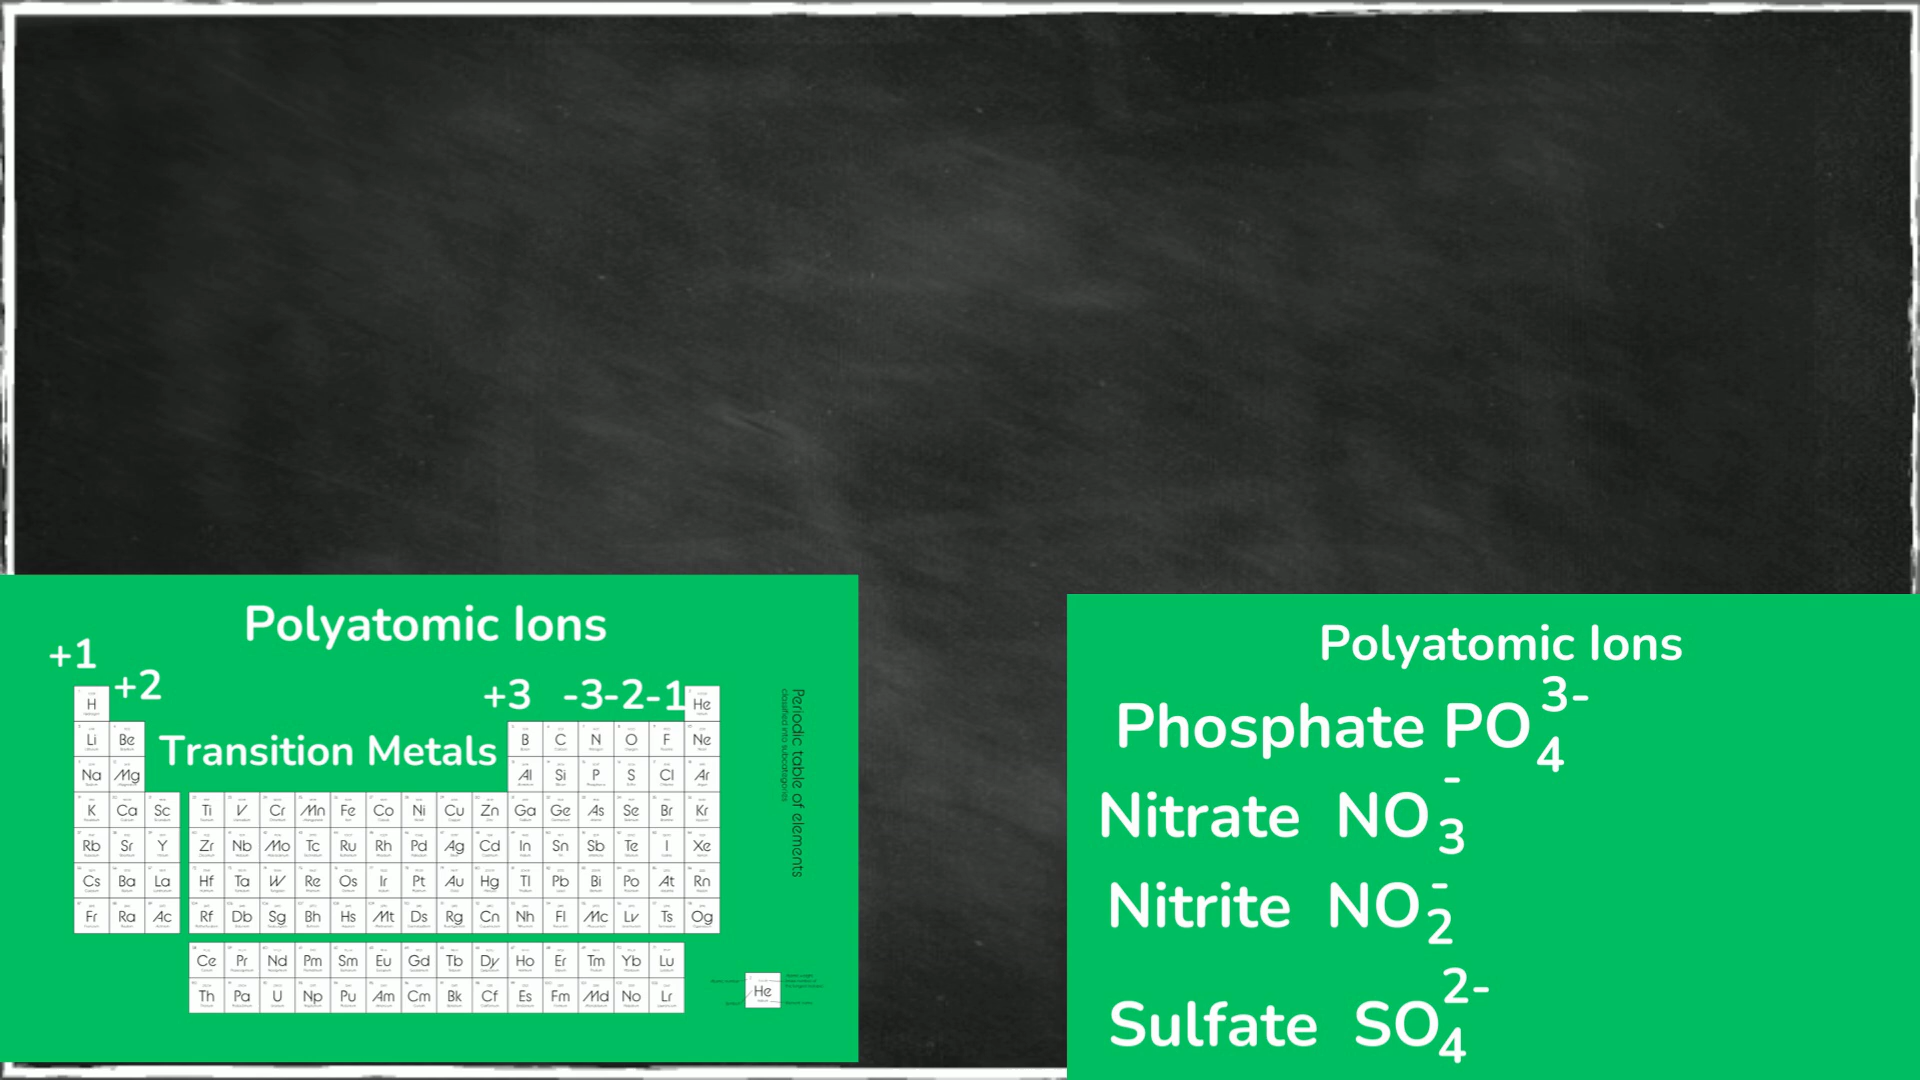 Polyatomic Ions
+1
+2
+3 -3-2-1
Transition Metals
H He
Li Be B C N O F Ne
Na Mg Al Si P S Cl Ar
K Ca Sc Ti V Cr Mn Fe Co Ni Cu Zn Ga Ge As Se Br Kr
Rb Sr Y Zr Nb Mo Tc Ru Rh Pd Ag Cd In Sn Sb Te I Xe
Cs Ba La Hf Ta W Re Os Ir Pt Au Hg Tl Pb Bi Po At Rn
Fr Ra Ac Rf Db Sg Bh Hs Mt Ds Rg Cn Nh Fl Mc Lv Ts Og
Ce Pr Nd Pm Sm Eu Gd Tb Dy Ho Er Tm Yb Lu
Th Pa U Np Pu Am Cm Bk Cf Es Fm Md No Lr
He
Periodic table of elements
classified into subcategories
Polyatomic Ions
Phosphate PO₄³⁻
Nitrate NO₃⁻
Nitrite NO₂⁻
Sulfate SO₄²⁻